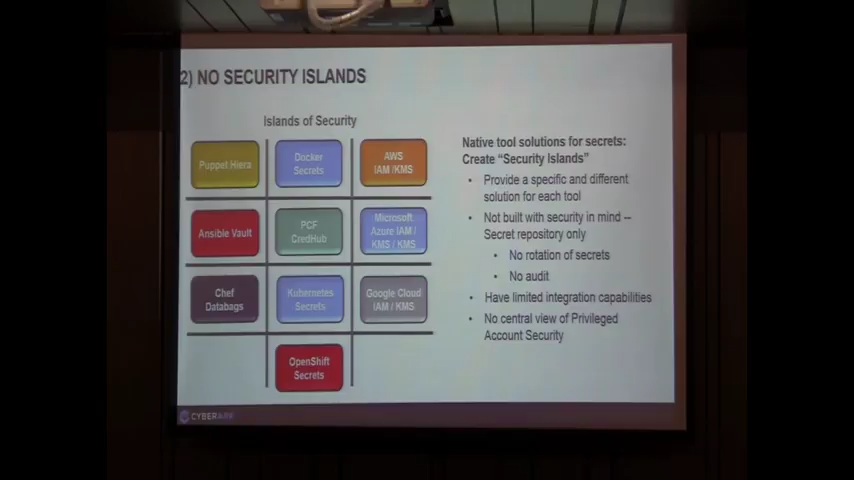 2) NO SECURITY ISLANDS
Islands of Security
Puppet Hiera
Docker
Secrets
AWS
IAM /KMS
Ansible Vault
PCF
CredHub
Microsoft
Azure IAM /
KMS / KMS
Chef
Databags
Kubernetes
Secrets
Google Cloud
IAM / KMS
OpenShift
Secrets
Native tool solutions for secrets:
Create “Security Islands”
• Provide a specific and different
solution for each tool
• Not built with security in mind –
Secret repository only
• No rotation of secrets
• No audit
• Have limited integration capabilities
• No central view of Privileged
Account Security
CYBERARK